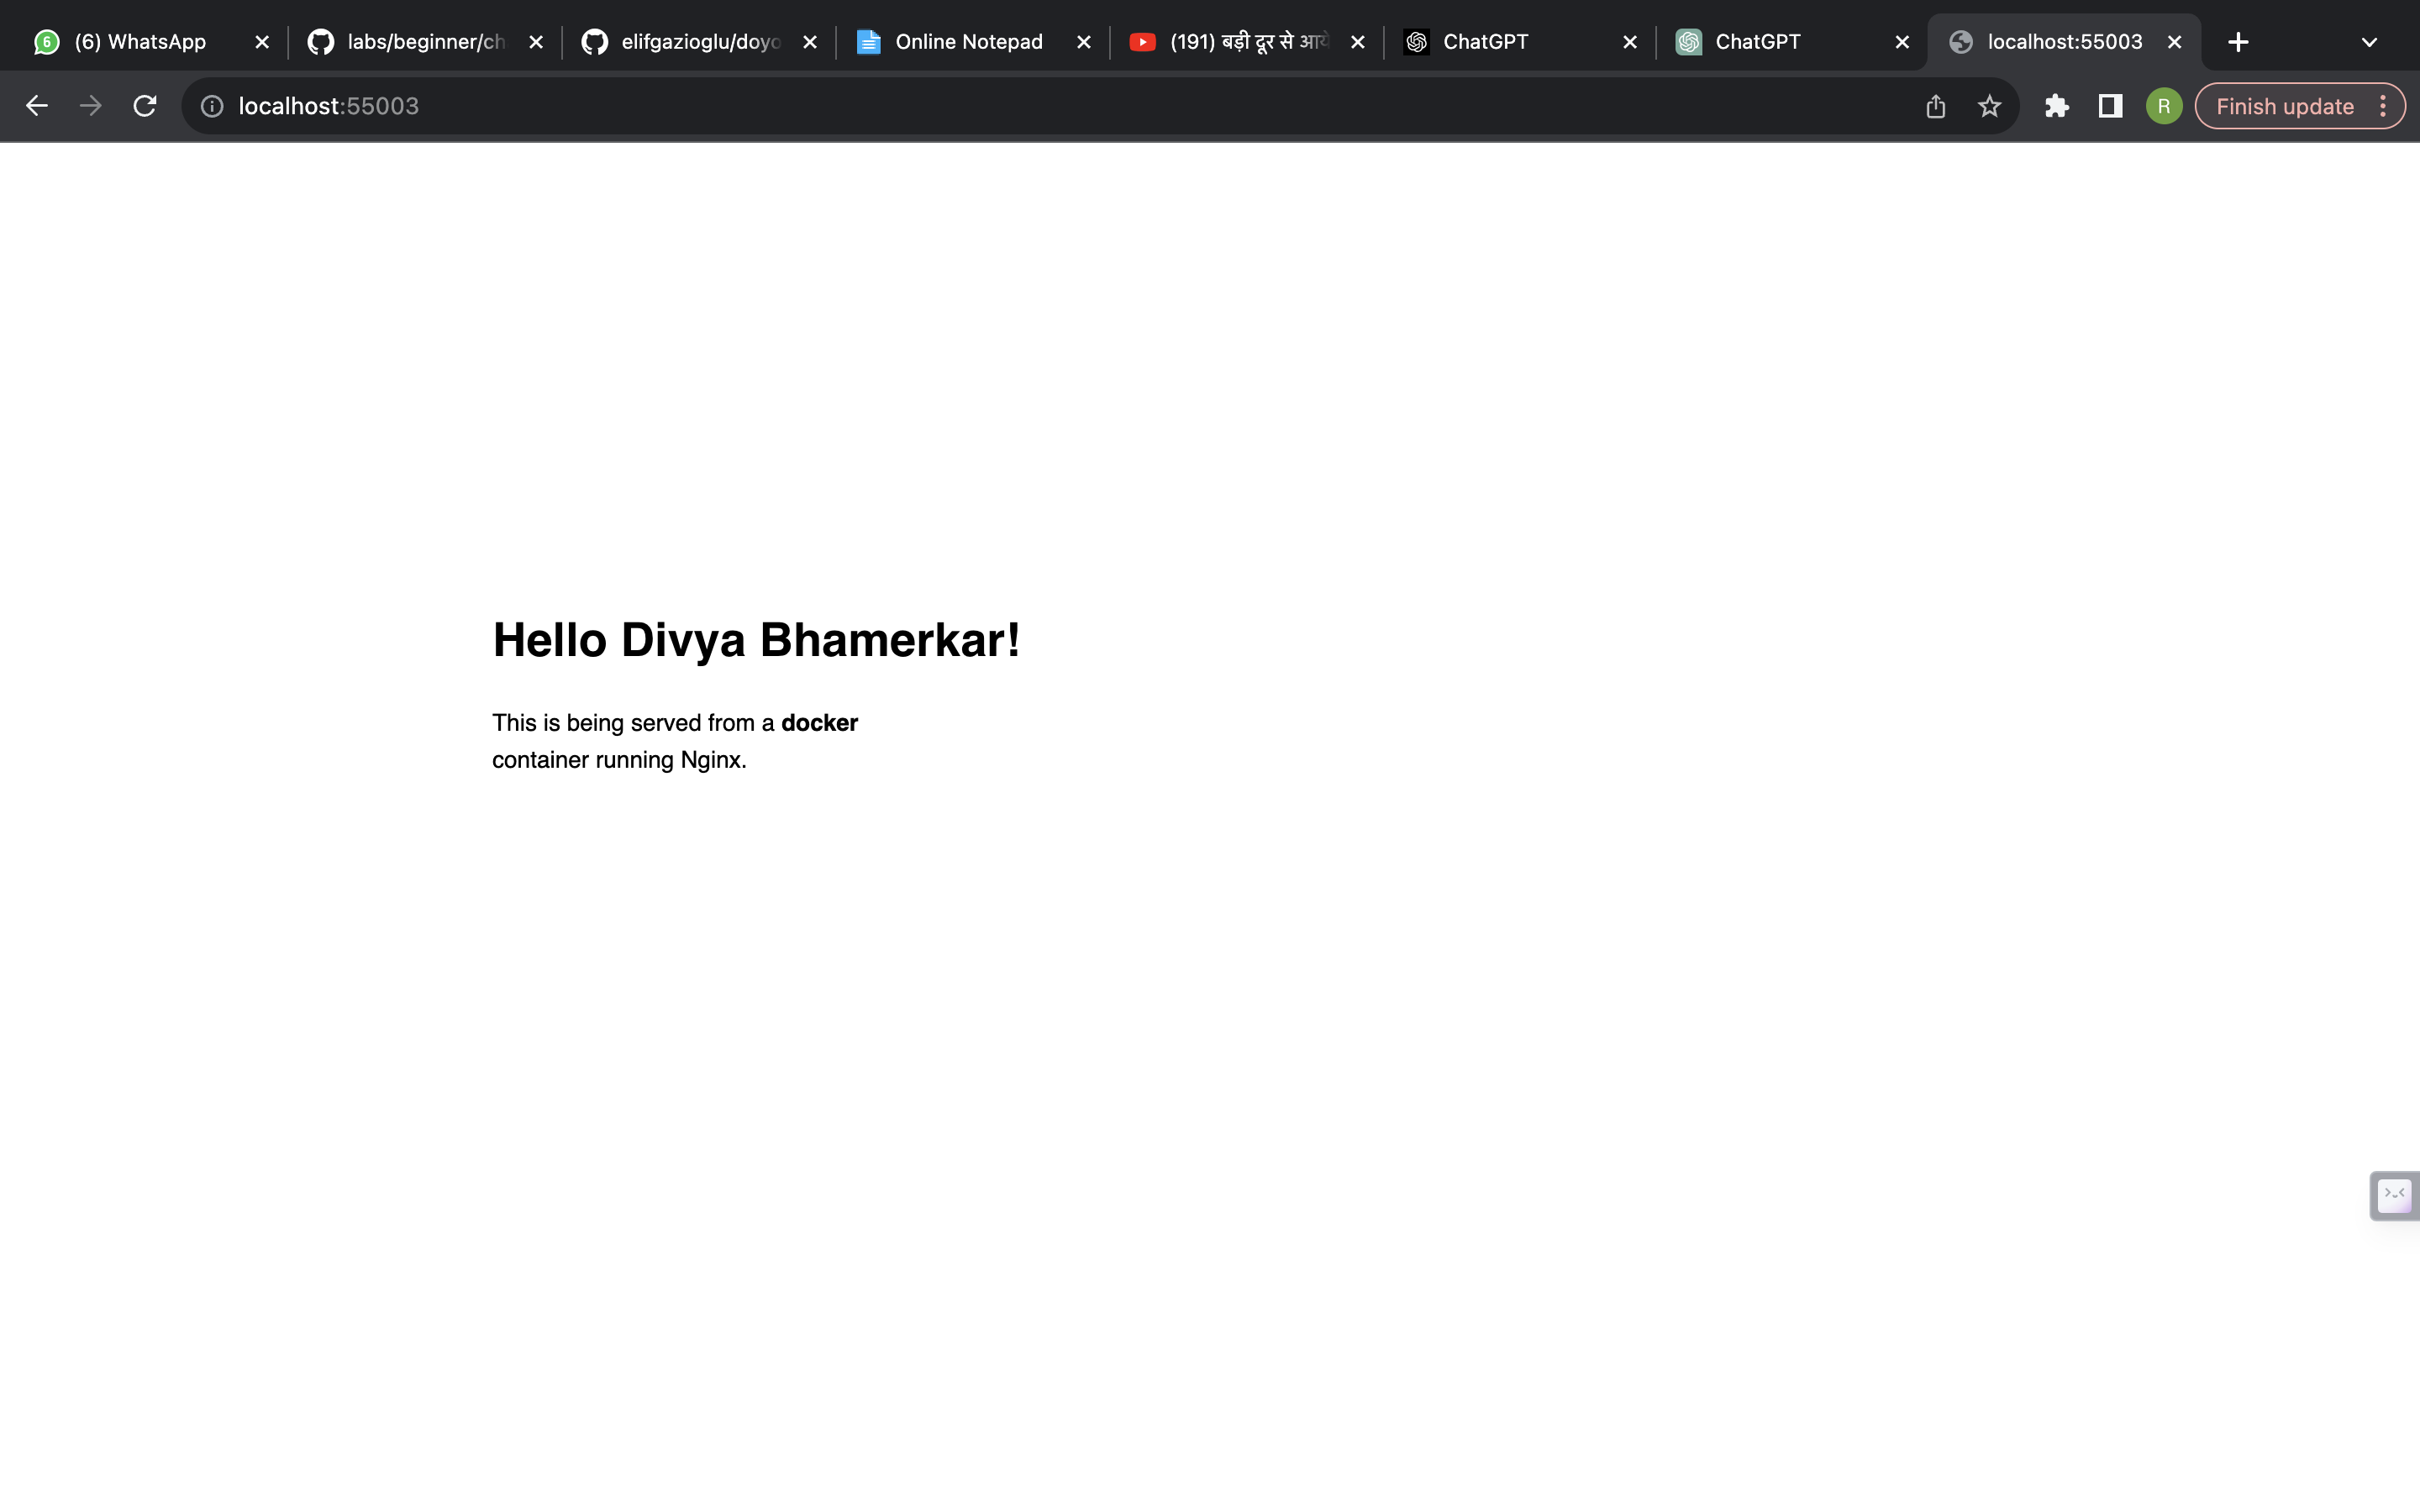 6 (6) WhatsApp labs/beginner/ch elifgazioglu/doyo Online Notepad (191) बड़ी दूर से आये ChatGPT ChatGPT localhost:55003
localhost:55003 R Finish update
Hello Divya Bhamerkar!
This is being served from a docker
container running Nginx.